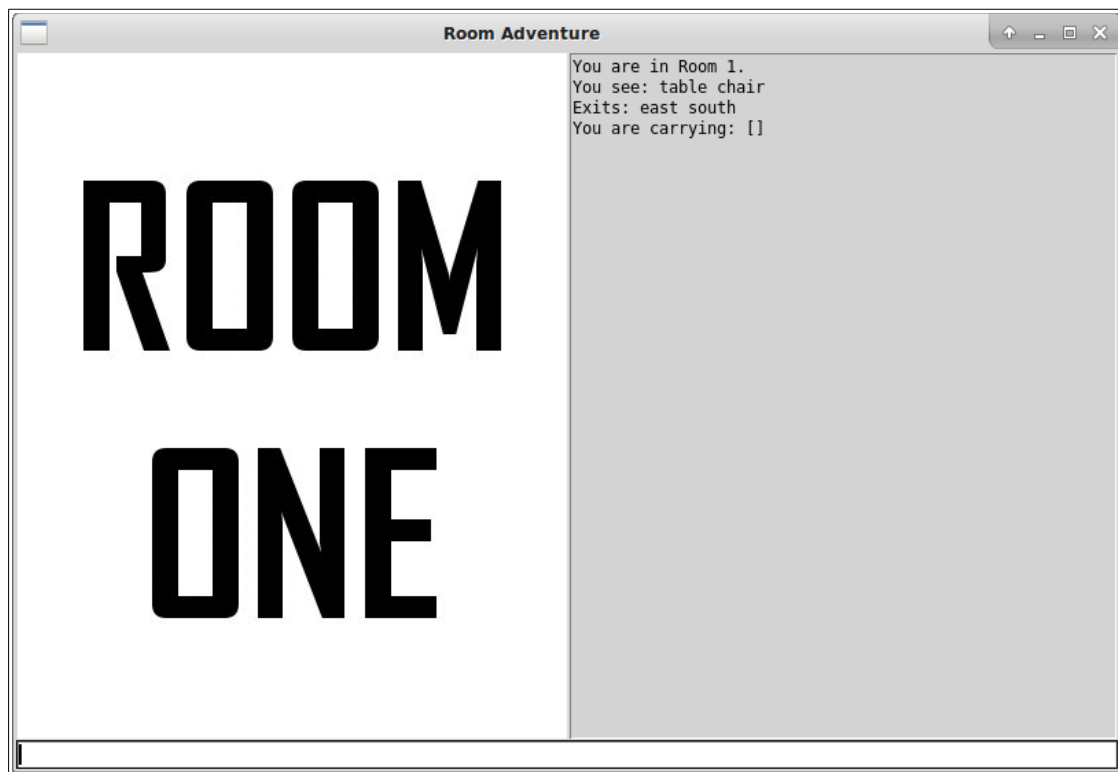 Room Adventure
ROOM
ONE
You are in Room 1.
You see: table chair
Exits: east south
You are carrying: []